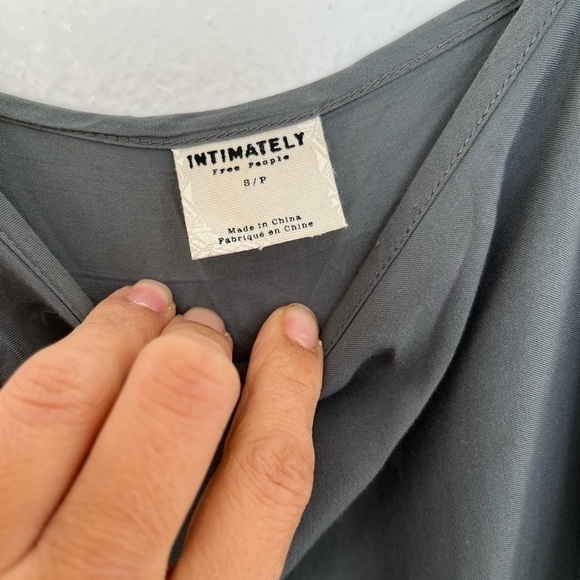 INTIMATELY
Free People
S/P
Made in China
Fabriqué en Chine